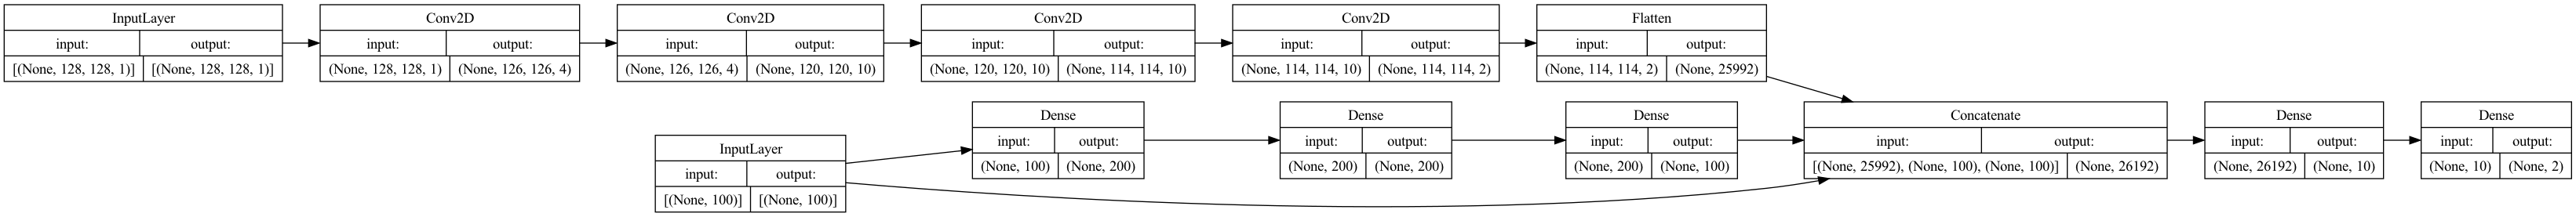 InputLayer
input: output:
[(None, 128, 128, 1)] [(None, 128, 128, 1)]
Conv2D
input: output:
(None, 128, 128, 1) (None, 126, 126, 4)
Conv2D
input: output:
(None, 126, 126, 4) (None, 120, 120, 10)
Conv2D
input: output:
(None, 120, 120, 10) (None, 114, 114, 10)
Conv2D
input: output:
(None, 114, 114, 10) (None, 114, 114, 2)
Flatten
input: output:
(None, 114, 114, 2) (None, 25992)
InputLayer
input: output:
[(None, 100)] [(None, 100)]
Dense
input: output:
(None, 100) (None, 200)
Dense
input: output:
(None, 200) (None, 200)
Dense
input: output:
(None, 200) (None, 100)
Concatenate
input: output:
[(None, 25992), (None, 100), (None, 100)] (None, 26192)
Dense
input: output:
(None, 26192) (None, 10)
Dense
input: output:
(None, 10) (None, 2)